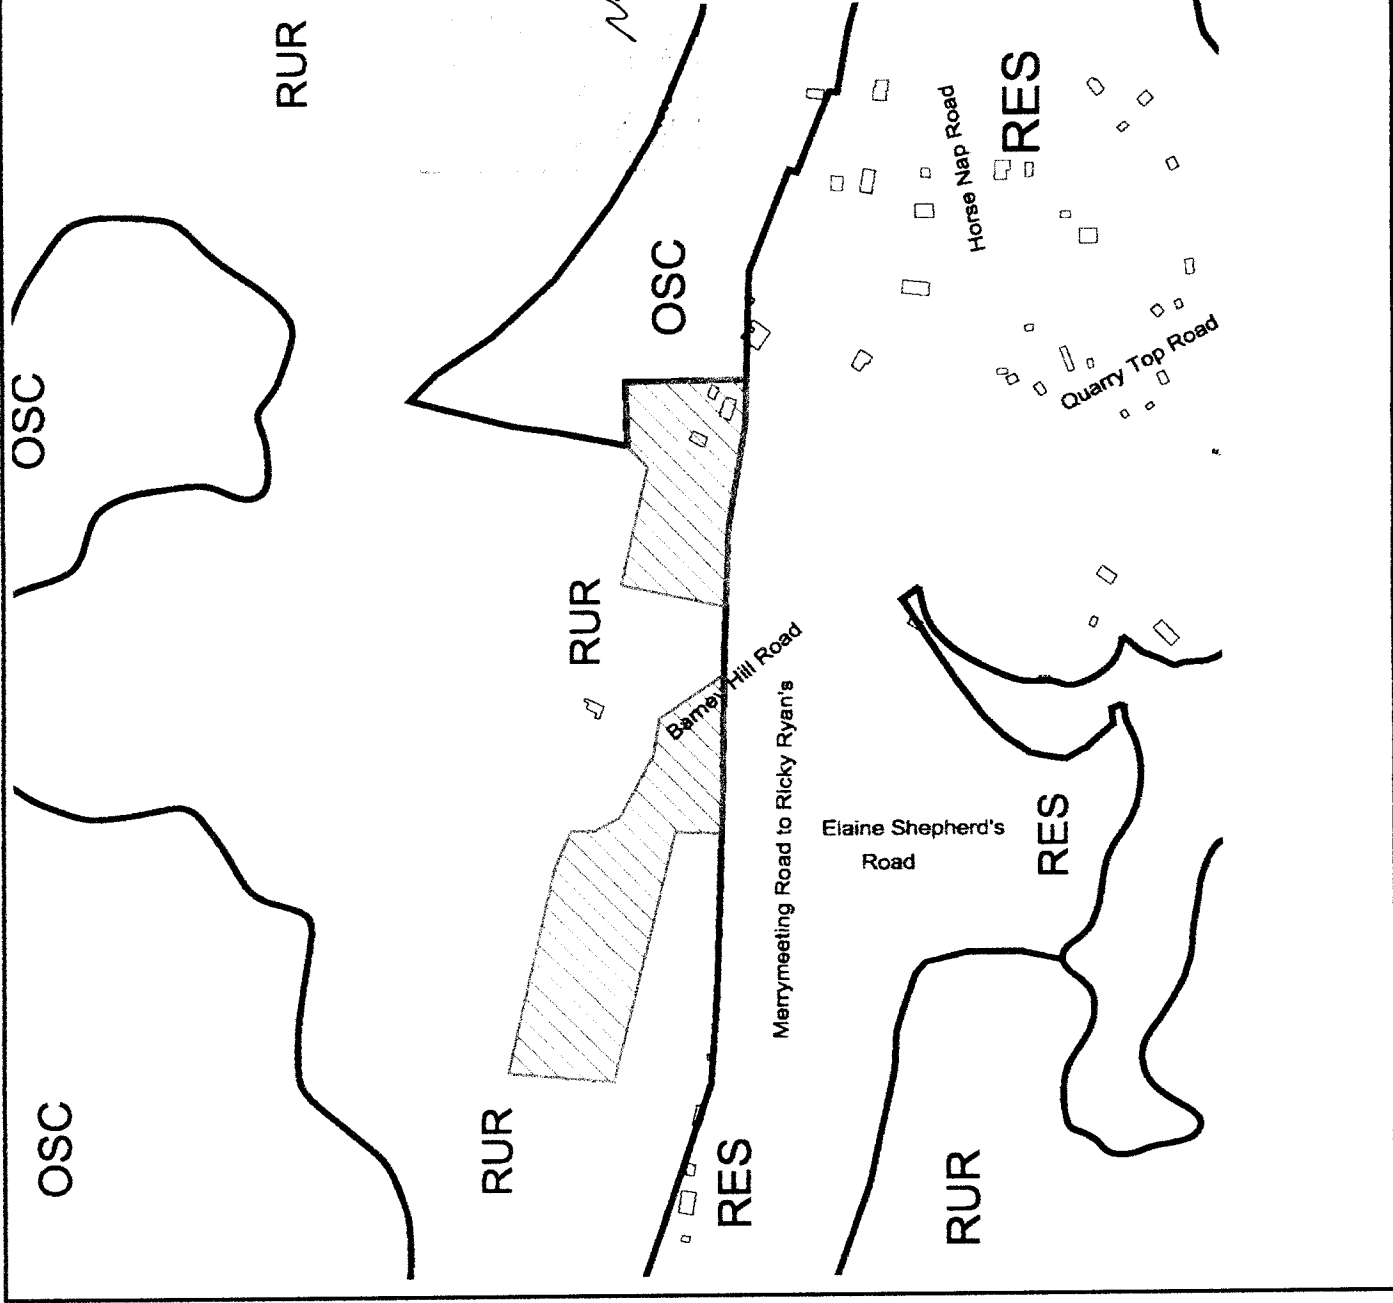 RUR
OSC
OSC
RES
Horse Nap Road
Quarry Top Road
RUR
Barney Hill Road
Merrymeeting Road to Ricky Ryan's
Elaine Shepherd's
Road
RES
OSC
RUR
RES
RUR